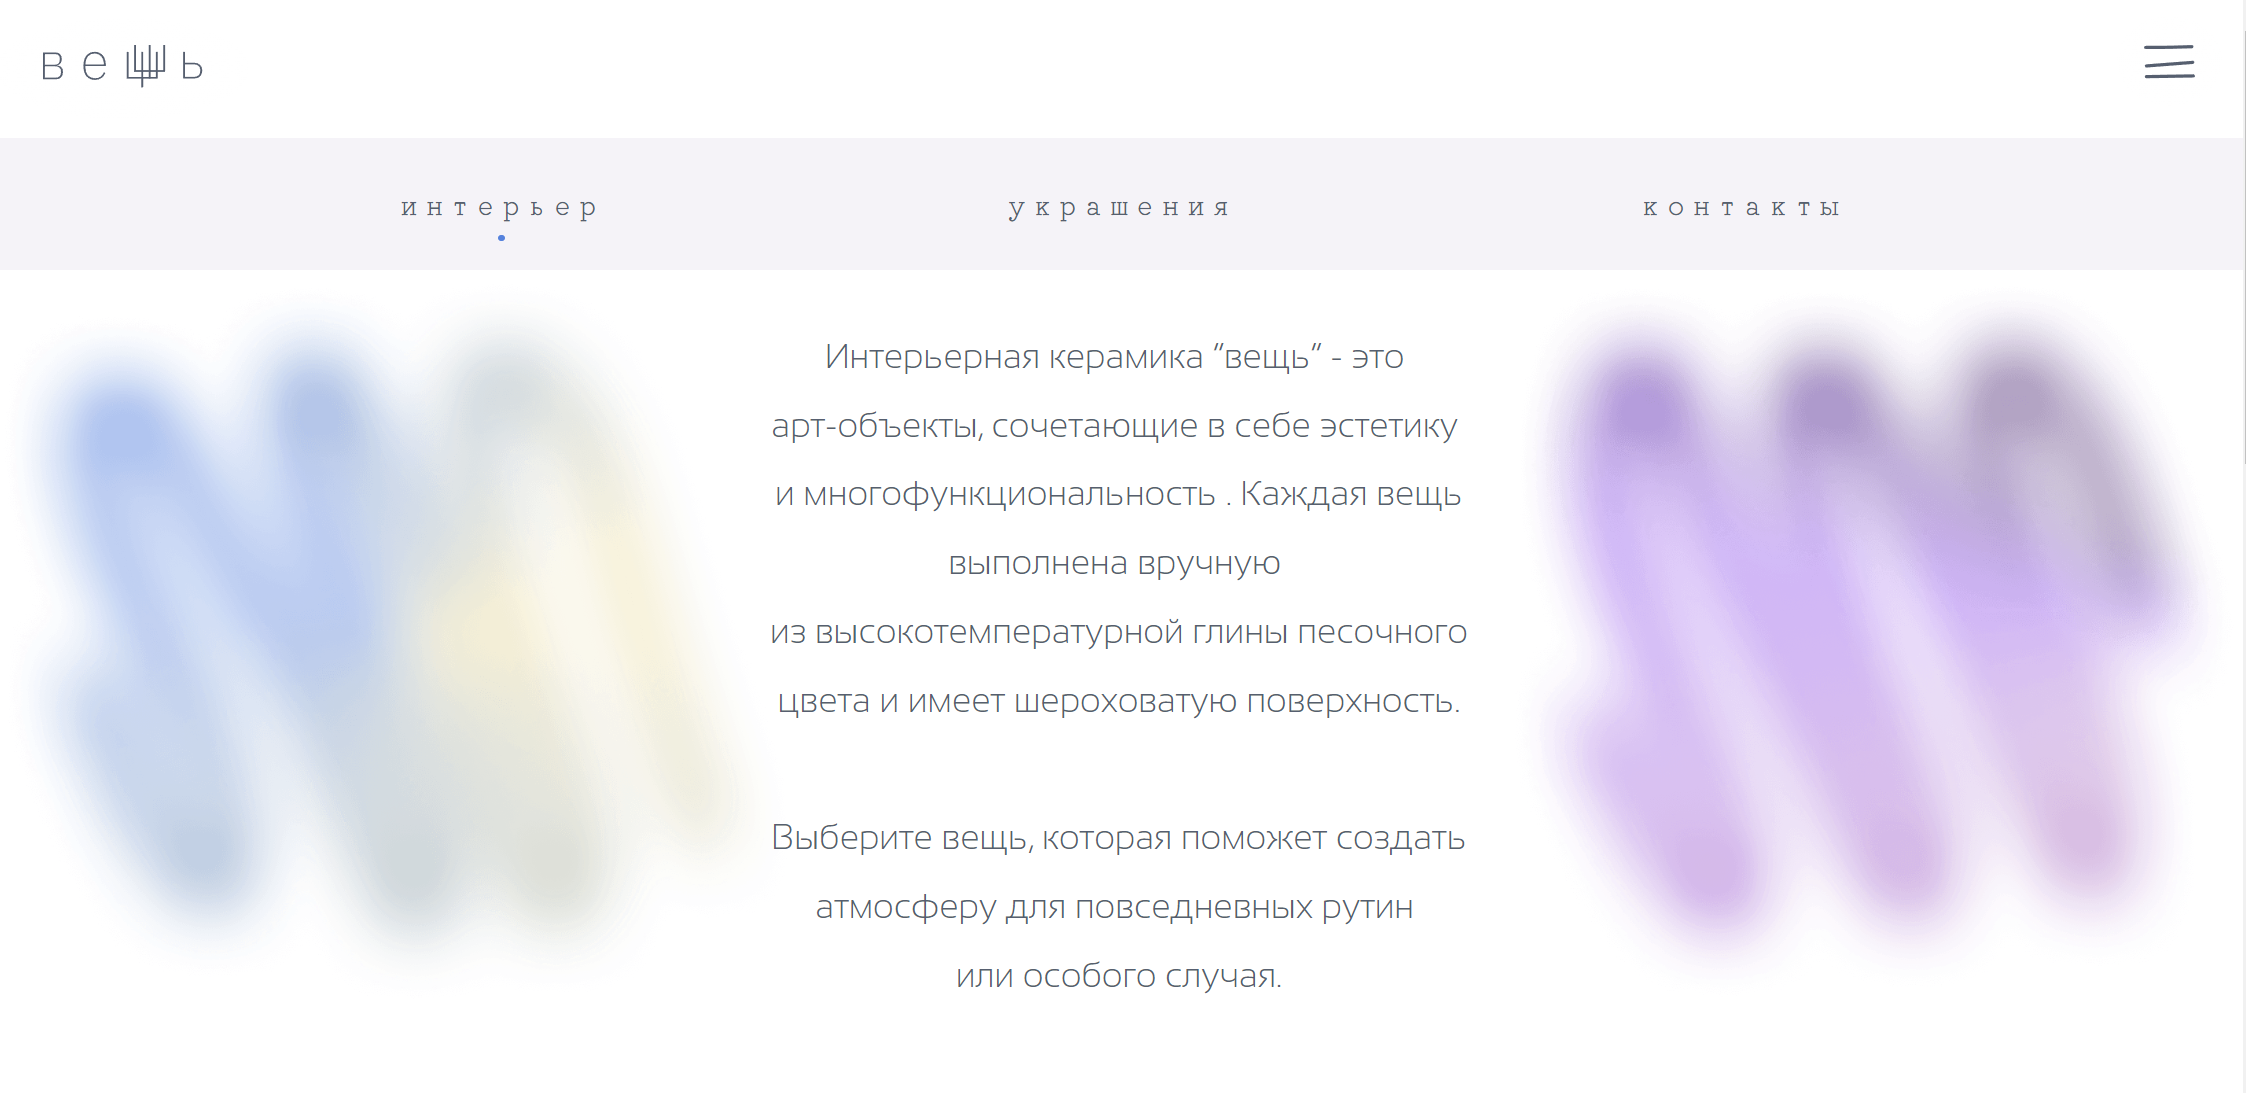 вещь
интерьер украшения контакты
Интерьерная керамика "вещь" - это
арт-объекты, сочетающие в себе эстетику
и многофункциональность . Каждая вещь
выполнена вручную
из высокотемпературной глины песочного
цвета и имеет шероховатую поверхность.
Выберите вещь, которая поможет создать
атмосферу для повседневных рутин
или особого случая.